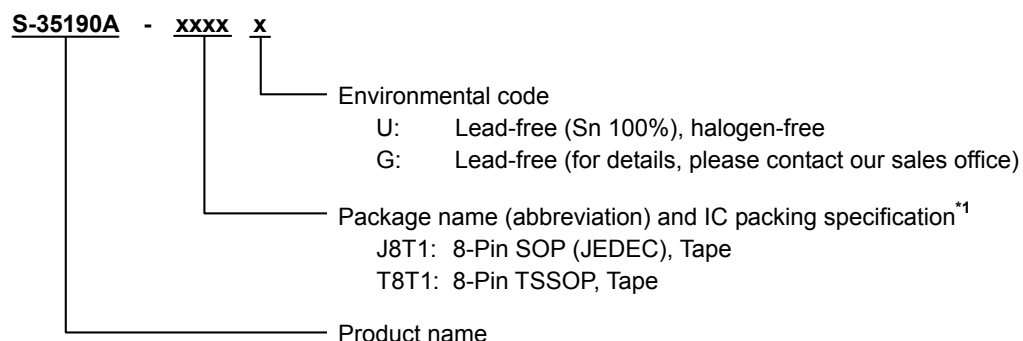 S-35190A - xxxx x
Environmental code
U: Lead-free (Sn 100%), halogen-free
G: Lead-free (for details, please contact our sales office)
Package name (abbreviation) and IC packing specification*1
J8T1: 8-Pin SOP (JEDEC), Tape
T8T1: 8-Pin TSSOP, Tape
Product name